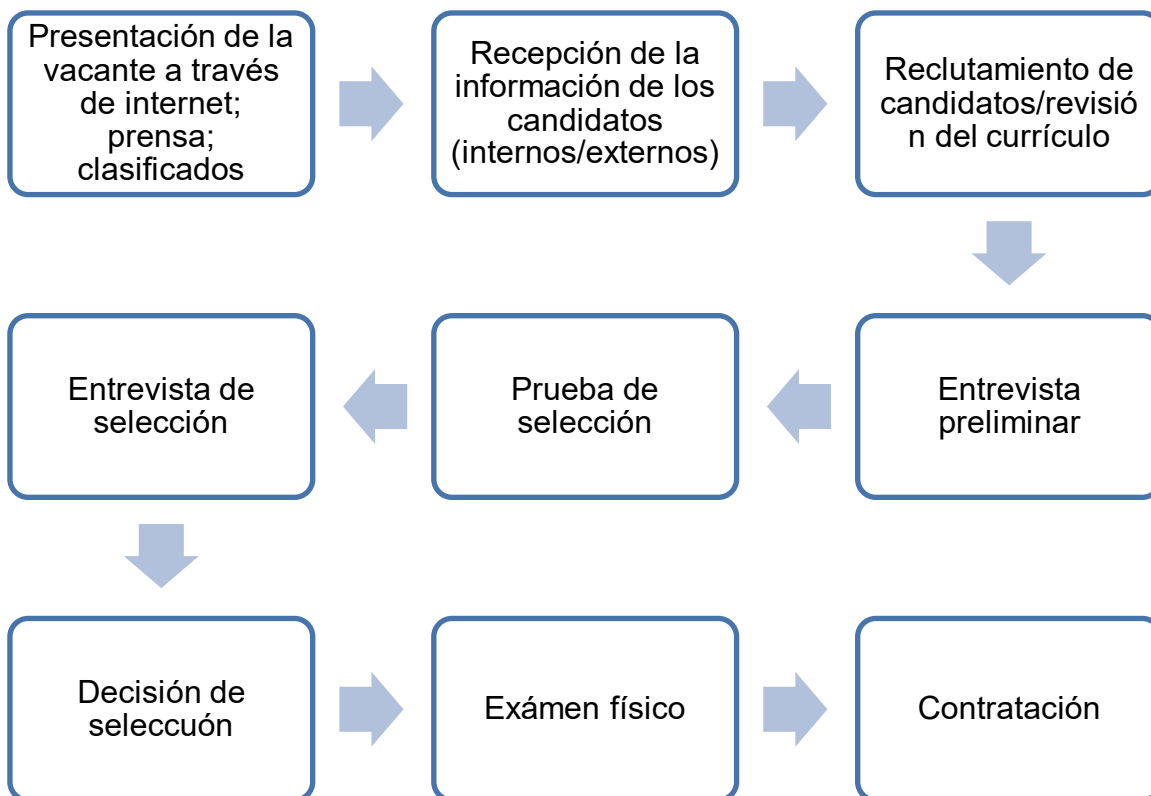 Presentación de la
vacante a través
de internet;
prensa;
clasificados
Recepción de la
información de los
candidatos
(internos/externos)
Reclutamiento de
candidatos/revisió
n del currículo
Entrevista
preliminar
Prueba de
selección
Entrevista de
selección
Decisión de
seleccuón
Exámen físico
Contratación